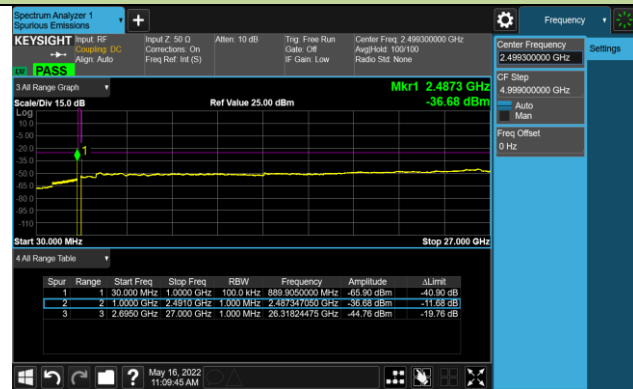 Spectrum Analyzer 1
Spurious Emissions
Frequency
KEYSIGHT Input: RF Input Z: 50 Ω Atten: 10 dB Trig: Free Run Center Freq: 2.499300000 GHz
Coupling: DC Corrections: On Gate: Off Avg|Hold: 100/100
Align: Auto Freq Ref: Int (S) IF Gain: Low Radio Std: None
PASS
Center Frequency
2.499300000 GHz
Settings
CF Step
4.999000000 GHz
Auto
Man
Freq Offset
0 Hz
3 All Range Graph
Mkr1 2.4873 GHz
Scale/Div 15.0 dB Ref Value 25.00 dBm -36.68 dBm
Log
10.0
-5.00
-20.0
-35.0
-50.0
-65.0
-80.0
-95.0
-110
1
Start 30.000 MHz Stop 27.000 GHz
4 All Range Table
Spur Range Start Freq Stop Freq RBW Frequency Amplitude ΔLimit
1 1 30.000 MHz 1.0000 GHz 100.0 kHz 889.9050000 MHz -65.90 dBm -40.90 dB
2 2 1.0000 GHz 2.4910 GHz 1.000 MHz 2.487347050 GHz -36.68 dBm -11.68 dB
3 3 2.6950 GHz 27.000 GHz 1.000 MHz 26.31824475 GHz -44.76 dBm -19.76 dB
? May 16, 2022
11:09:45 AM